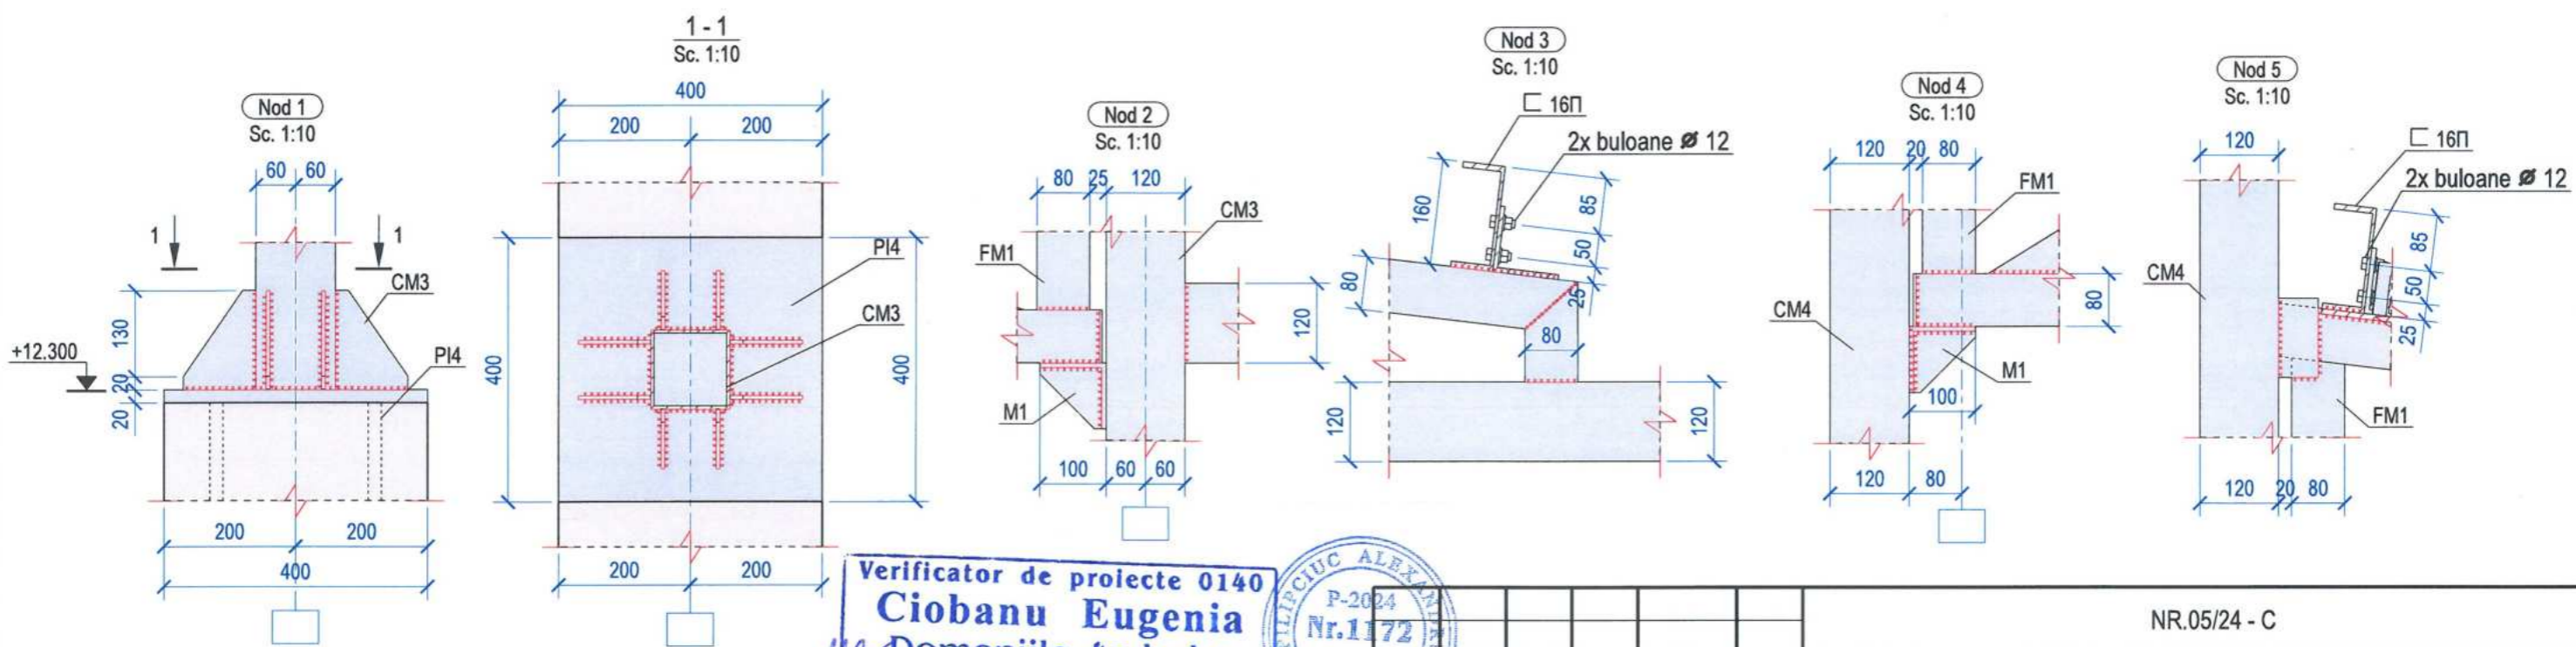 Nod 1
Sc. 1:10
60 60
1 1
CM3
130
+12.300
20
20
PI4
200 200
400
1 - 1
Sc. 1:10
400
200 200
PI4
CM3
400
400
200 200
Nod 2
Sc. 1:10
80 25 120
CM3
FM1
120
M1
100 60 60
Nod 3
Sc. 1:10
16П
2x buloane Ø 12
160
85
50
80
25
80
120
120
Nod 4
Sc. 1:10
120 20 80
FM1
CM4
80
M1
100
120 80
Nod 5
Sc. 1:10
120
16П
2x buloane Ø 12
85
CM4
50
25
FM1
120 20 80
Verificator de proiecte 0140
Ciobanu Eugenia
FILIPCIUC ALEXANDR
P-2024
Nr.1172
NR.05/24 - C